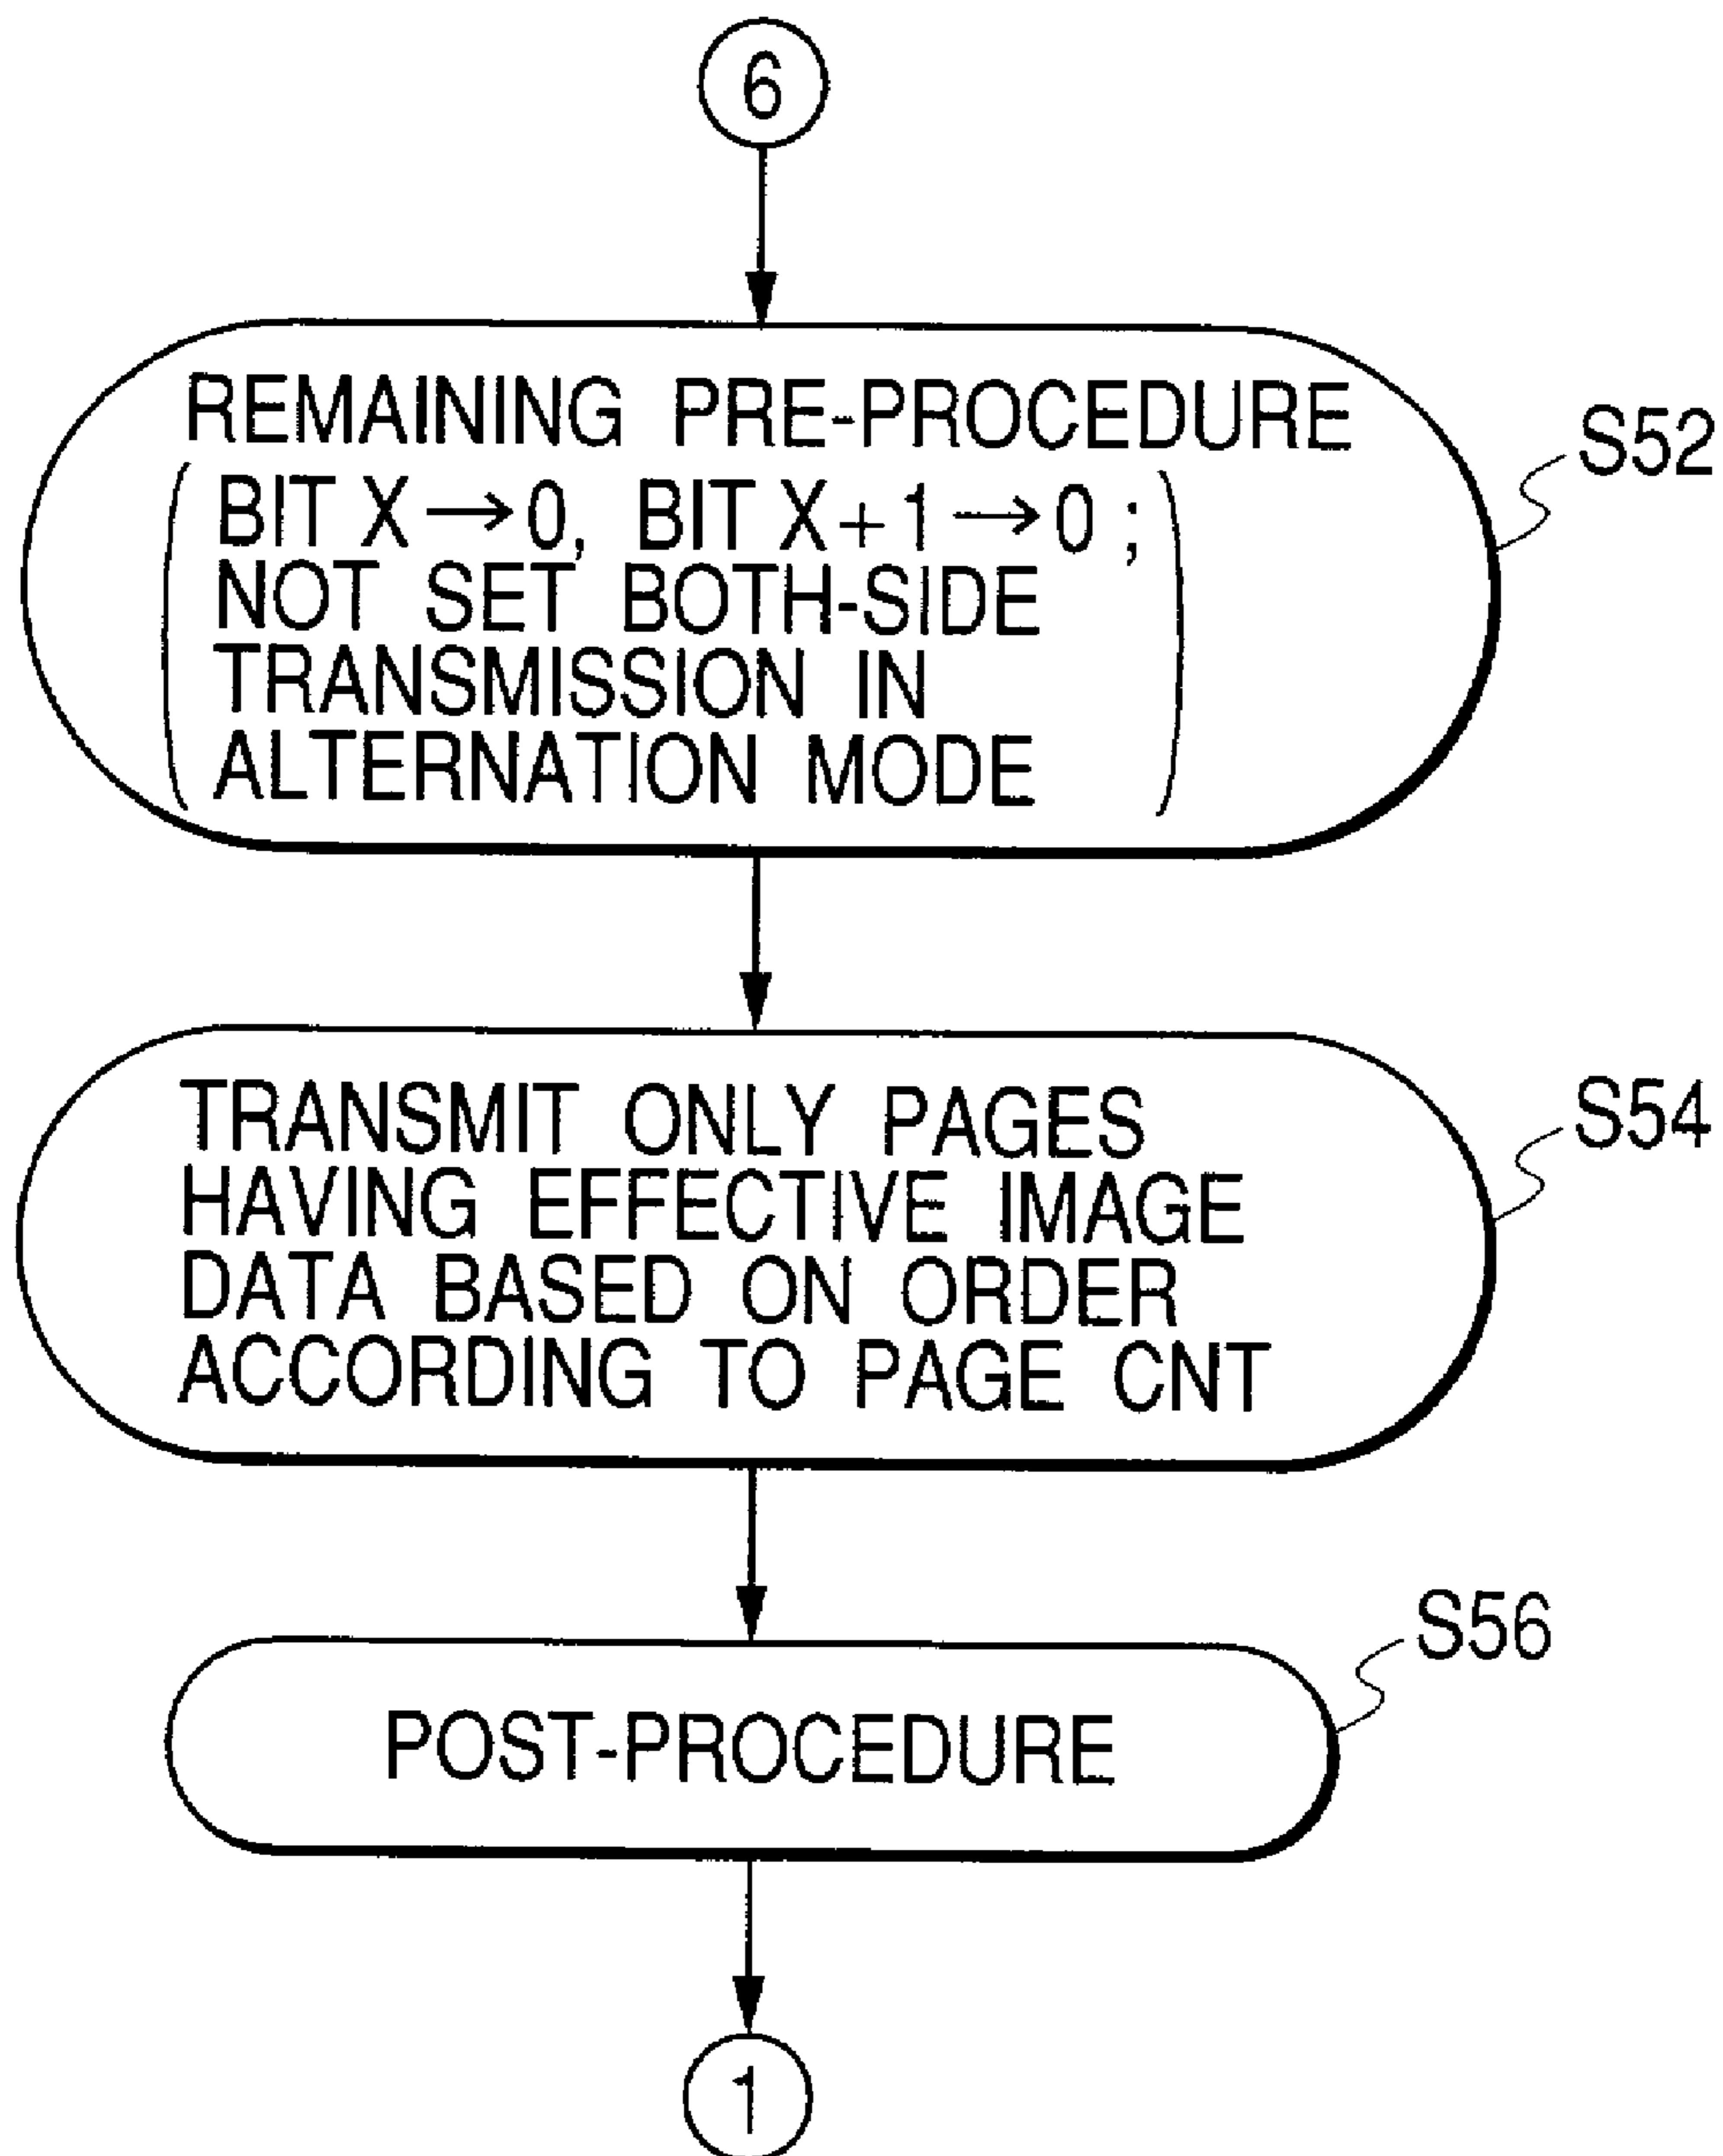 6
REMAINING PRE-PROCEDURE
S52
( BIT X → 0, BIT X + 1 → 0 ;
NOT SET BOTH-SIDE
TRANSMISSION IN
ALTERNATION MODE )
TRANSMIT ONLY PAGES
S54
HAVING EFFECTIVE IMAGE
DATA BASED ON ORDER
ACCORDING TO PAGE CNT
S56
POST-PROCEDURE
1